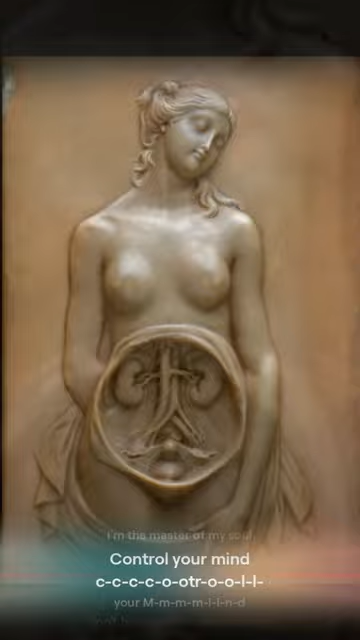 I'm the master of my soul
Control your mind
c-c-c-c-o-otr-o-o-l-l-
your M-m-m-m-i-i-n-d